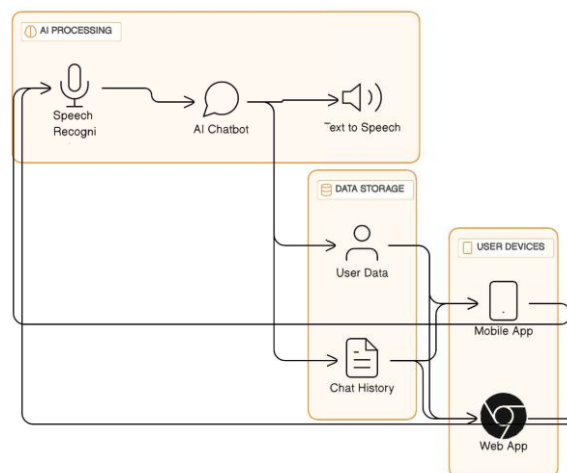 AI PROCESSING
Speech
Recogni
AI Chatbot
Text to Speech
DATA STORAGE
User Data
Chat History
USER DEVICES
Mobile App
Web App